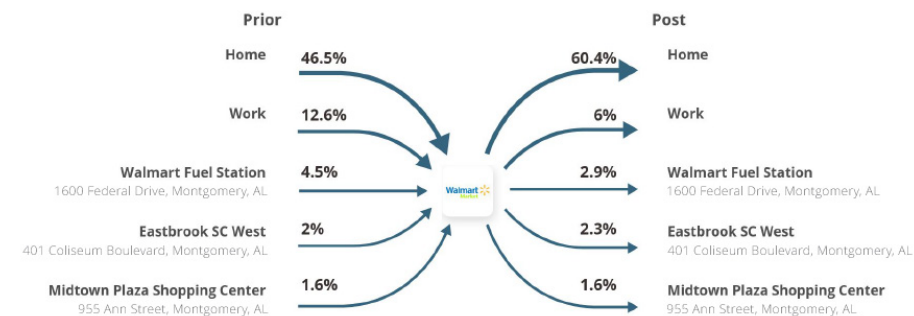 Prior
Post
Home
46.5%
60.4%
Home
Work
12.6%
6%
Work
Walmart Fuel Station
4.5%
2.9%
Walmart Fuel Station
1600 Federal Drive, Montgomery, AL
1600 Federal Drive, Montgomery, AL
Walmart
Eastbrook SC West
2%
2.3%
Eastbrook SC West
401 Coliseum Boulevard, Montgomery, AL
401 Coliseum Boulevard, Montgomery, AL
Midtown Plaza Shopping Center
1.6%
1.6%
Midtown Plaza Shopping Center
955 Ann Street, Montgomery, AL
955 Ann Street, Montgomery, AL